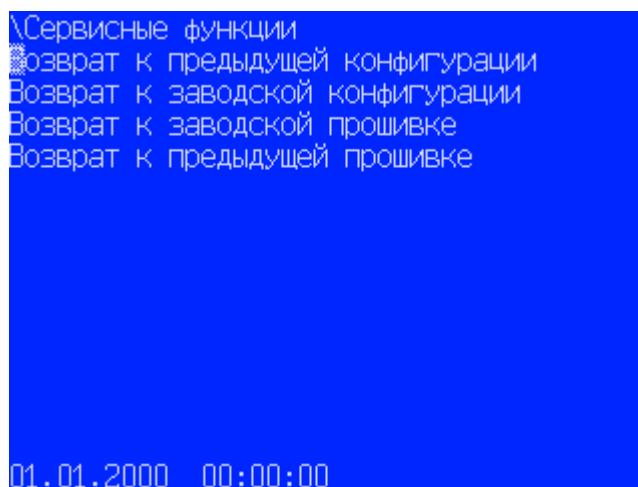 \Сервисные функции
Возврат к предыдущей конфигурации
Возврат к заводской конфигурации
Возврат к заводской прошивке
Возврат к предыдущей прошивке
01.01.2000 00:00:00